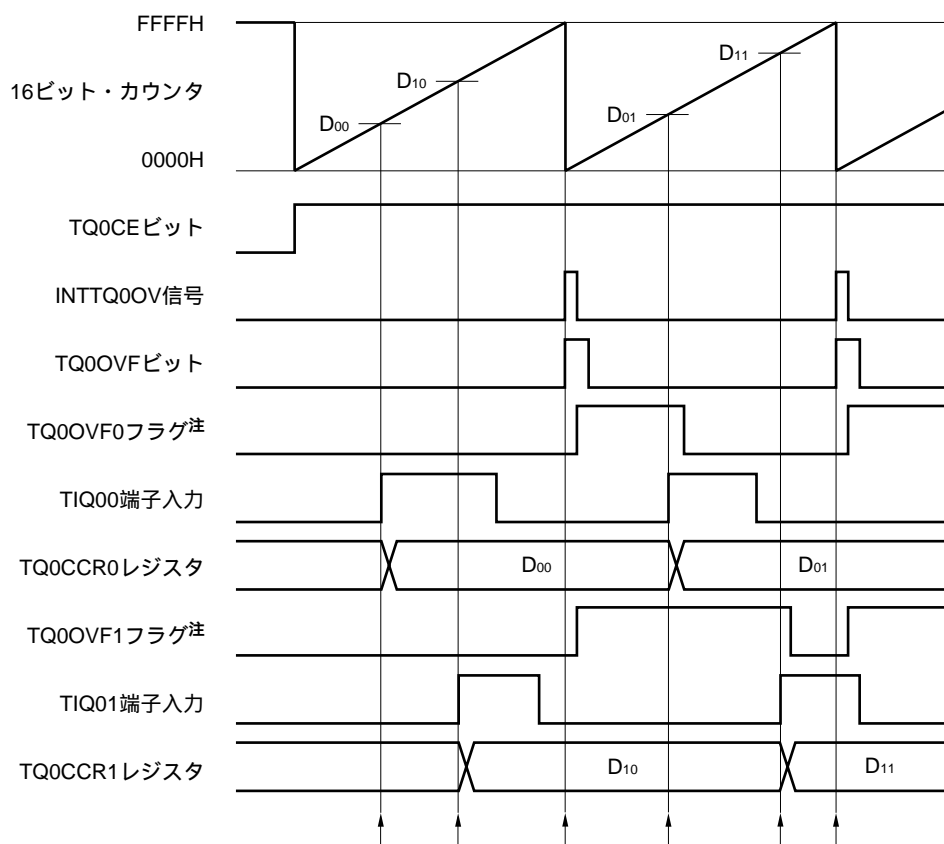 FFFFH
16ビット・カウンタ
0000H
D10
D00
D11
D01
TQ0CEビット
INTTQ0OV信号
TQ0OVFビット
TQ0OVF0フラグ注
TIQ00端子入力
TQ0CCR0レジスタ
D00
D01
TQ0OVF1フラグ注
TIQ01端子入力
TQ0CCR1レジスタ
D10
D11